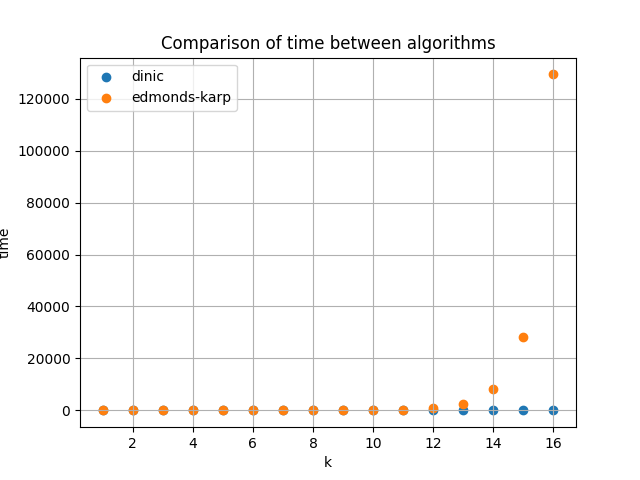 Comparison of time between algorithms
dinic
edmonds-karp
120000
100000
80000
60000
40000
20000
0
time
2 4 6 8 10 12 14 16
k